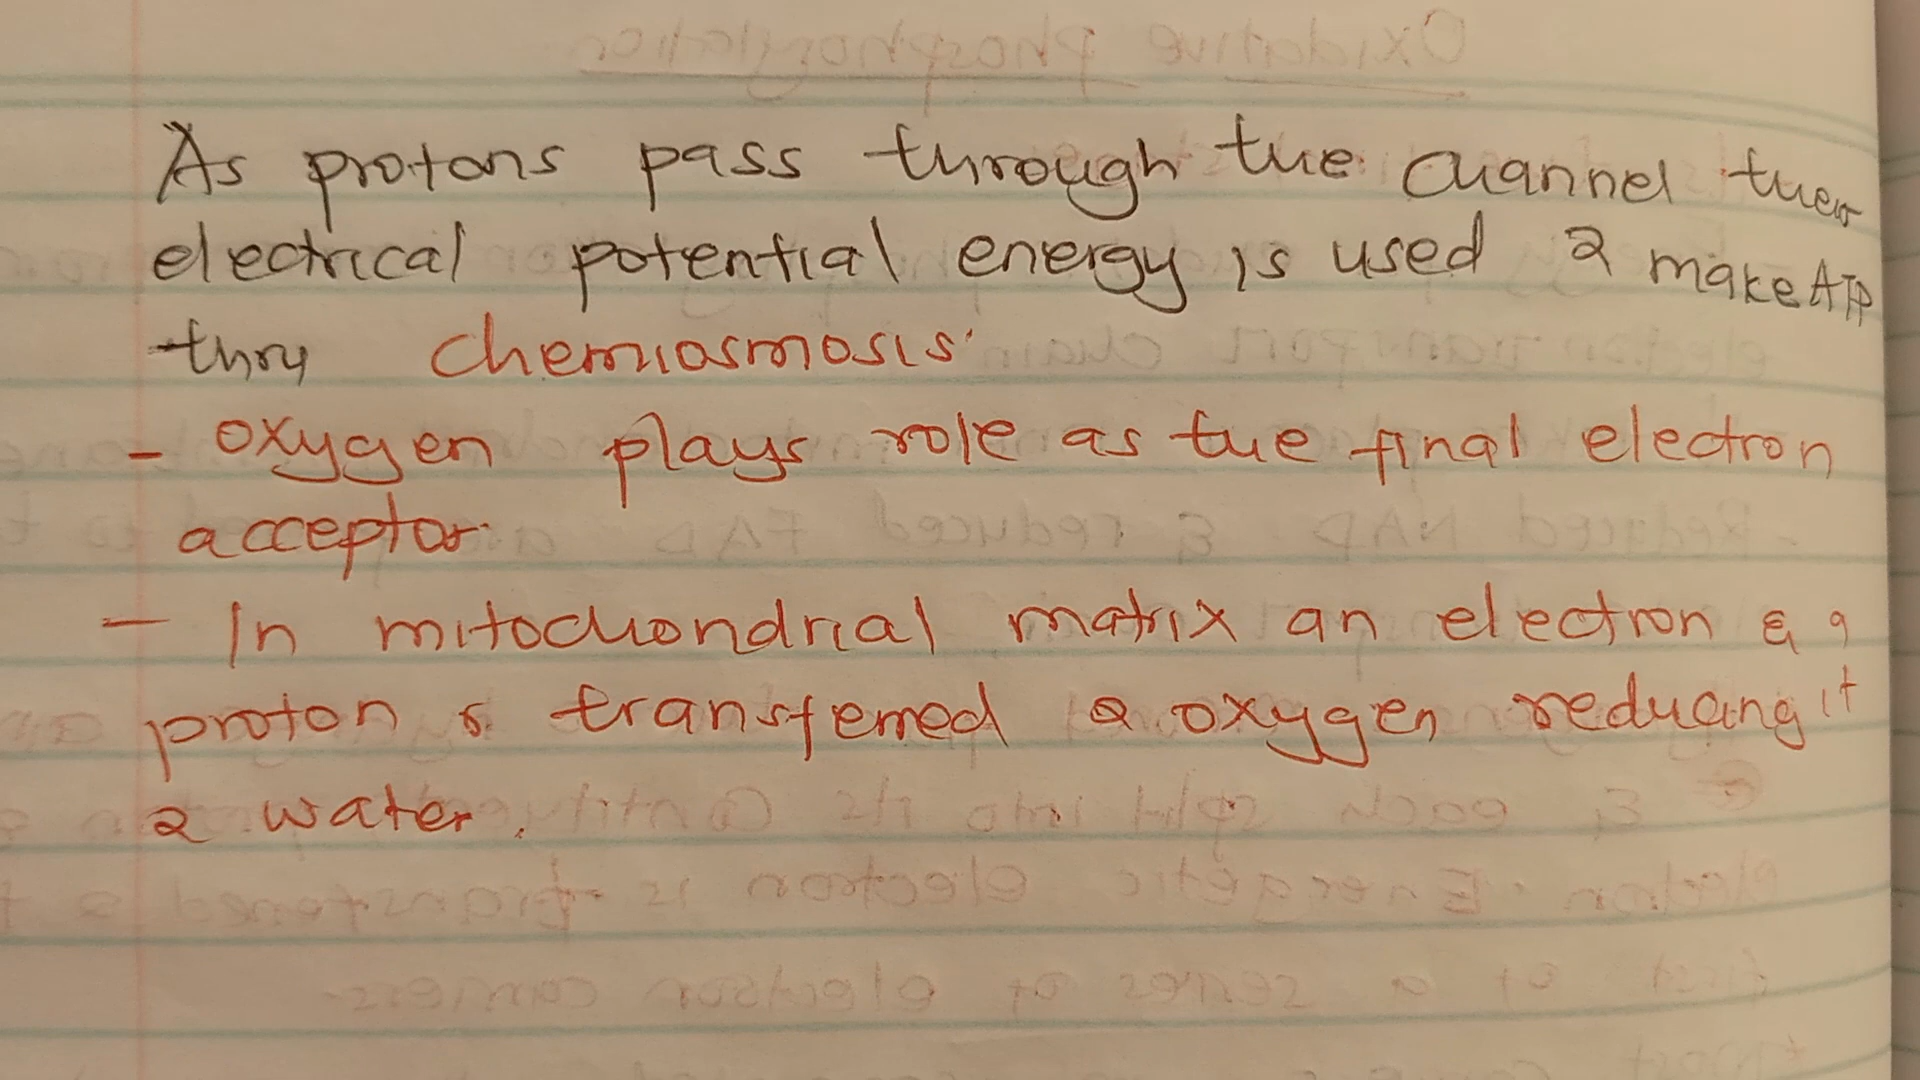 As protons pass through the channel their
electrical potential energy is used 2 make ATP
thru chemiosmosis.
- oxygen plays role as the final electron
acceptor.
- In mitochondrial matrix an electron & a
proton is transferred 2 oxygen reducing it
2 water.